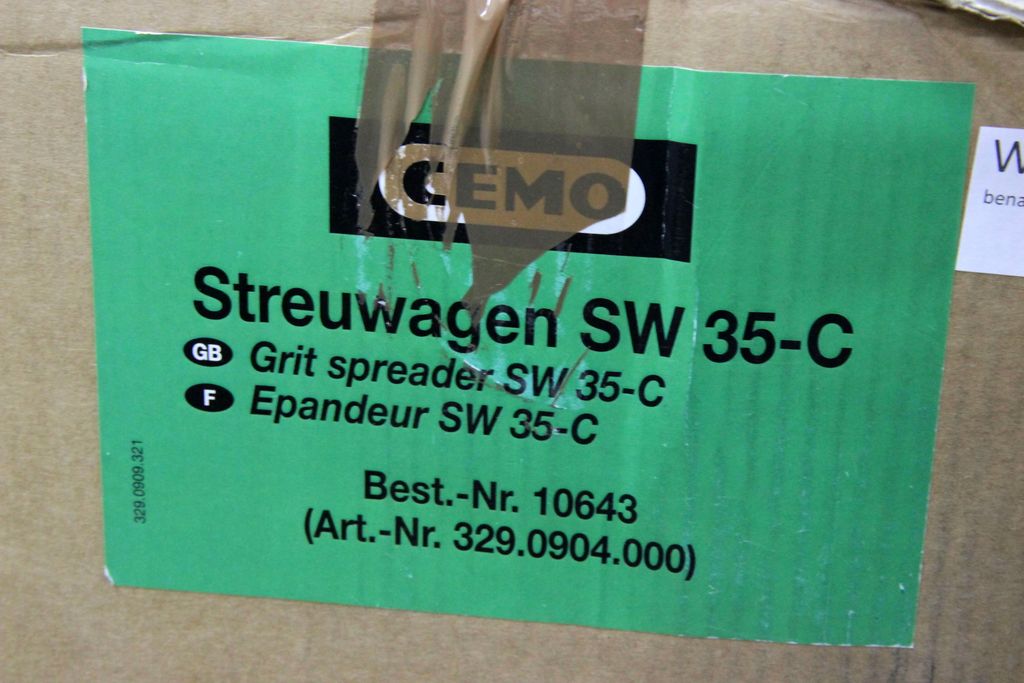 CEMO
Streuwagen SW 35-C
GB Grit spreader SW 35-C
F Epandeur SW 35-C
Best.-Nr. 10643
(Art.-Nr. 329.0904.000)
329.0909.321